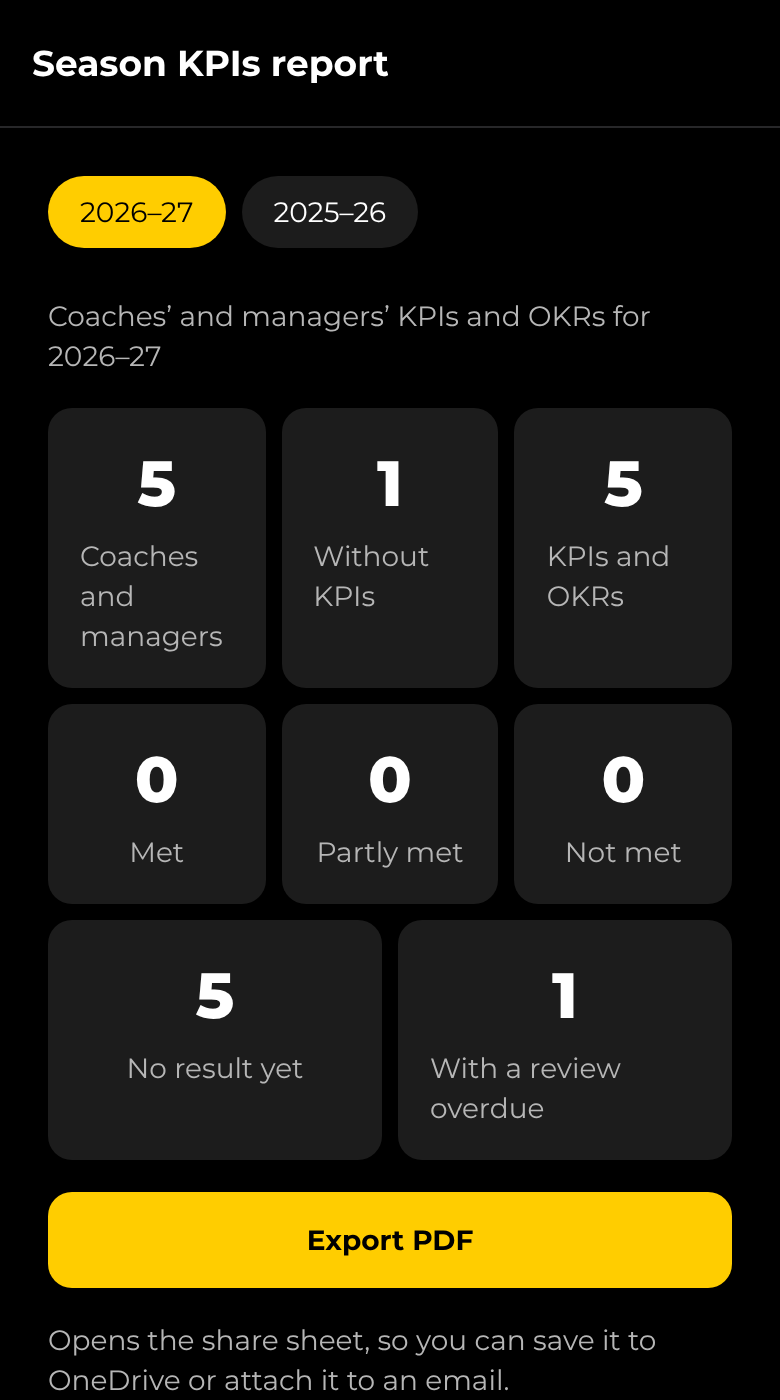 Season KPIs report
2026–27
2025–26
Coaches’ and managers’ KPIs and OKRs for
2026–27
5
Coaches
and
managers
1
Without
KPIs
5
KPIs and
OKRs
0
Met
0
Partly met
0
Not met
5
No result yet
1
With a review
overdue
Export PDF
Opens the share sheet, so you can save it to
OneDrive or attach it to an email.